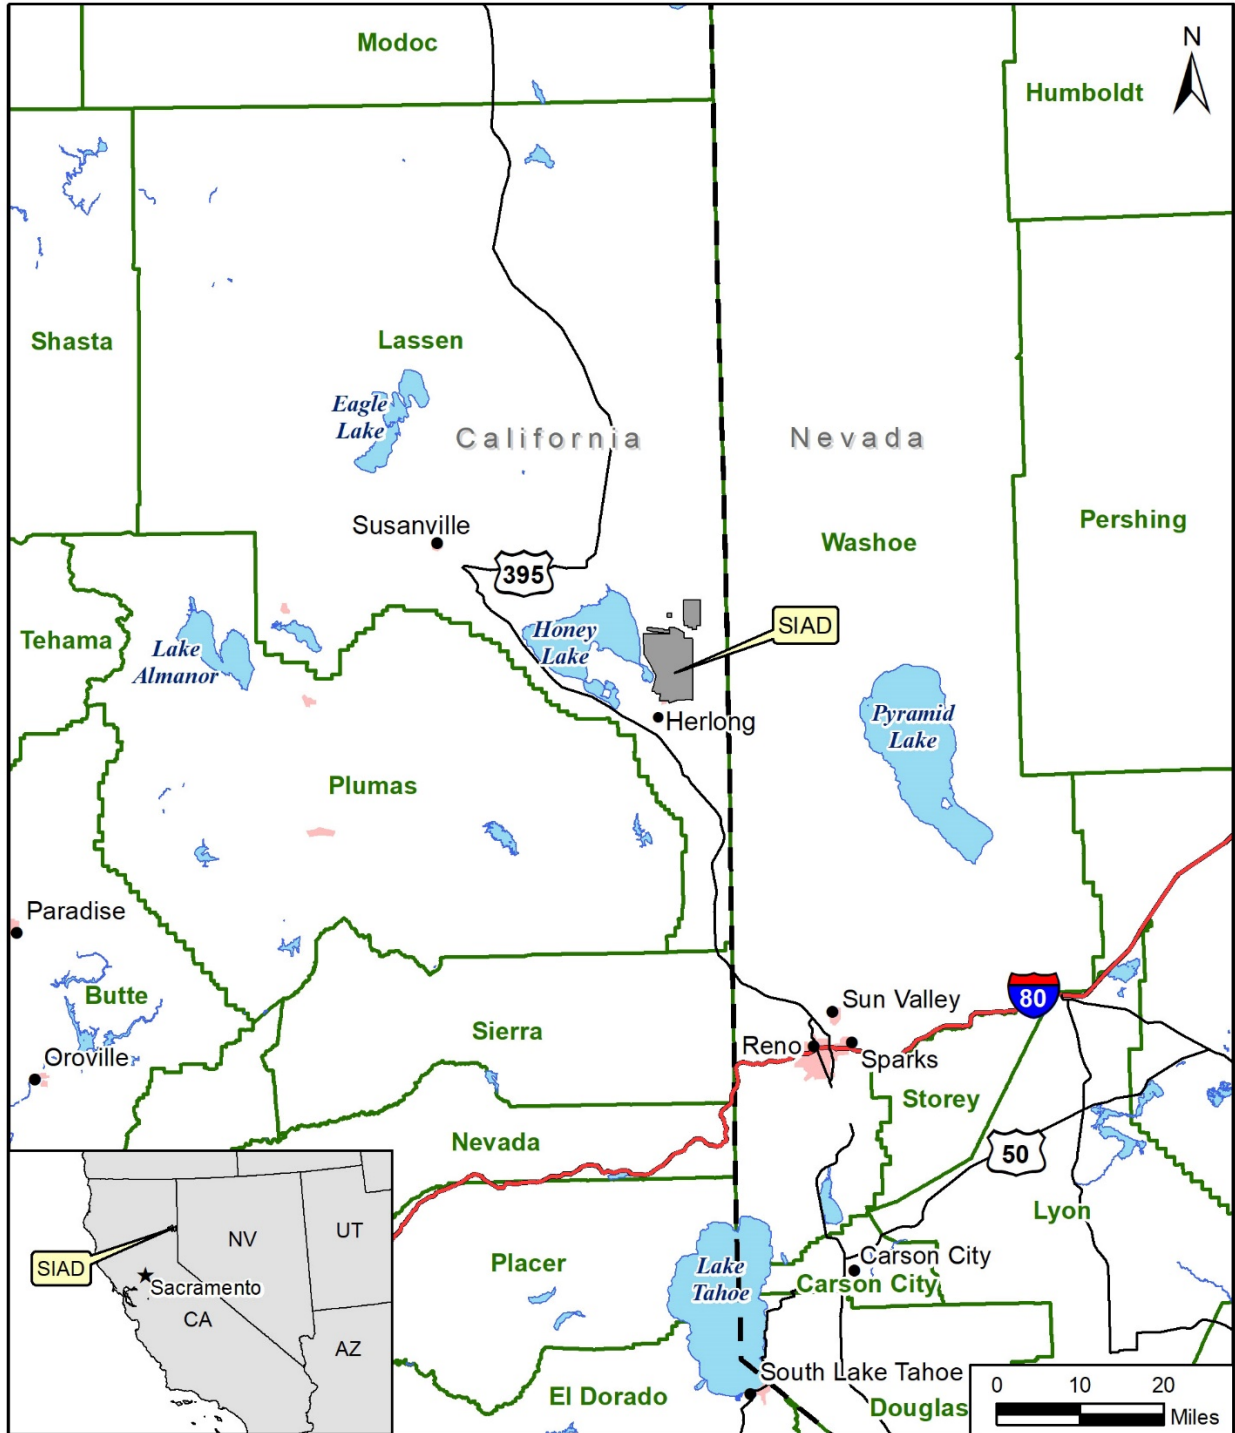 Modoc
N
Humboldt
Shasta
Lassen
Eagle
Lake
California
Nevada
Pershing
Susanville
Washoe
395
SIAD
Honey
Lake
Tehama
Lake
Almanor
Herlong
Pyramid
Lake
Plumas
Paradise
Butte
80
Sun Valley
Sierra
Oroville
Reno
Sparks
Storey
Nevada
50
Lyon
NV
UT
SIAD
Sacramento
CA
AZ
Placer
Lake
Tahoe
Carson City
Carson City
South Lake Tahoe
El Dorado
Douglas
0 10 20
Miles